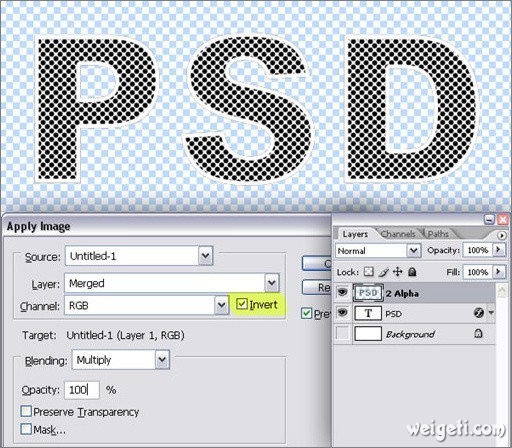 PSD
Apply Image
Source: Untitled-1
Layer: Merged
Channel: RGB
Invert
Target: Untitled-1 (Layer 1, RGB)
Blending: Multiply
Opacity: 100 %
Preserve Transparency
Mask...
Layers Channels Paths
Normal Opacity: 100%
Lock: Fill: 100%
PSD 2 Alpha
T PSD
Background
weigeti.com